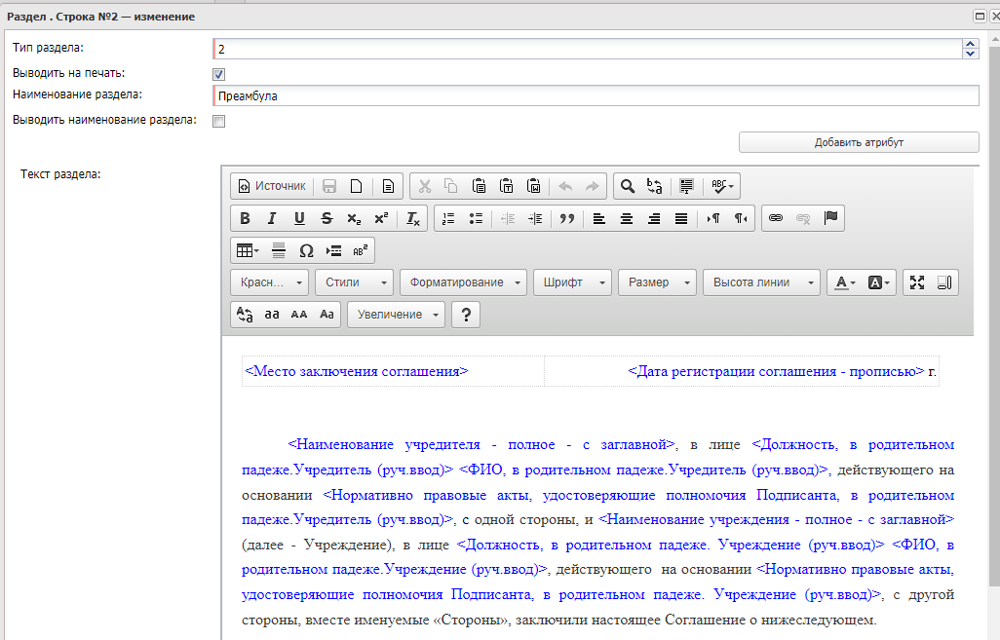 Раздел . Строка №2 — изменение
Тип раздела:
2
Выводить на печать:
Наименование раздела:
Преамбула
Выводить наименование раздела:
Добавить атрибут
Текст раздела:
Источник
Красн...
Стили
Форматирование
Шрифт
Размер
Высота линии
Увеличение
<Место заключения соглашения>
<Дата регистрации соглашения - прописью> г.
<Наименование учредителя - полное - с заглавной>, в лице <Должность, в родительном
падеже.Учредитель (руч.ввод)> <ФИО, в родительном падеже.Учредитель (руч.ввод)>, действующего на
основании <Нормативно правовые акты, удостоверяющие полномочия Подписанта, в родительном
падеже.Учредитель (руч.ввод)>, с одной стороны, и <Наименование учреждения - полное - с заглавной>
(далее - Учреждение), в лице <Должность, в родительном падеже. Учреждение (руч.ввод)> <ФИО, в
родительном падеже.Учреждение (руч.ввод)>, действующего на основании <Нормативно правовые акты,
удостоверяющие полномочия Подписанта, в родительном падеже. Учреждение (руч.ввод)>, с другой
стороны, вместе именуемые «Стороны», заключили настоящее Соглашение о нижеследующем.